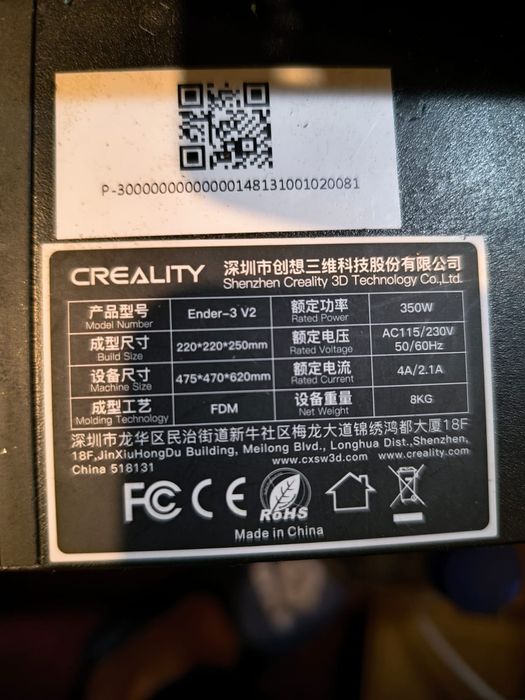 P-3000000000000148131001020081
CREALITY 深圳市创想三维科技股份有限公司
Shenzhen Creality 3D Technology Co.,Ltd.
产品型号 Ender-3 V2 额定功率 350W
Model Number Rated Power
成型尺寸 220*220*250mm 额定电压 AC115/230V
Build Size Rated Voltage 50/60Hz
设备尺寸 475*470*620mm 额定电流 4A/2.1A
Machine Size Rated Current
成型工艺 FDM 设备重量 8KG
Molding Technology Net Weight
深圳市龙华区民治街道新牛社区梅龙大道锦绣鸿都大厦18F
18F,JinXiuHongDu Building, Meilong Blvd., Longhua Dist.,Shenzhen,
China 518131
www.cxsw3d.com
FC CE RoHS
Made in China